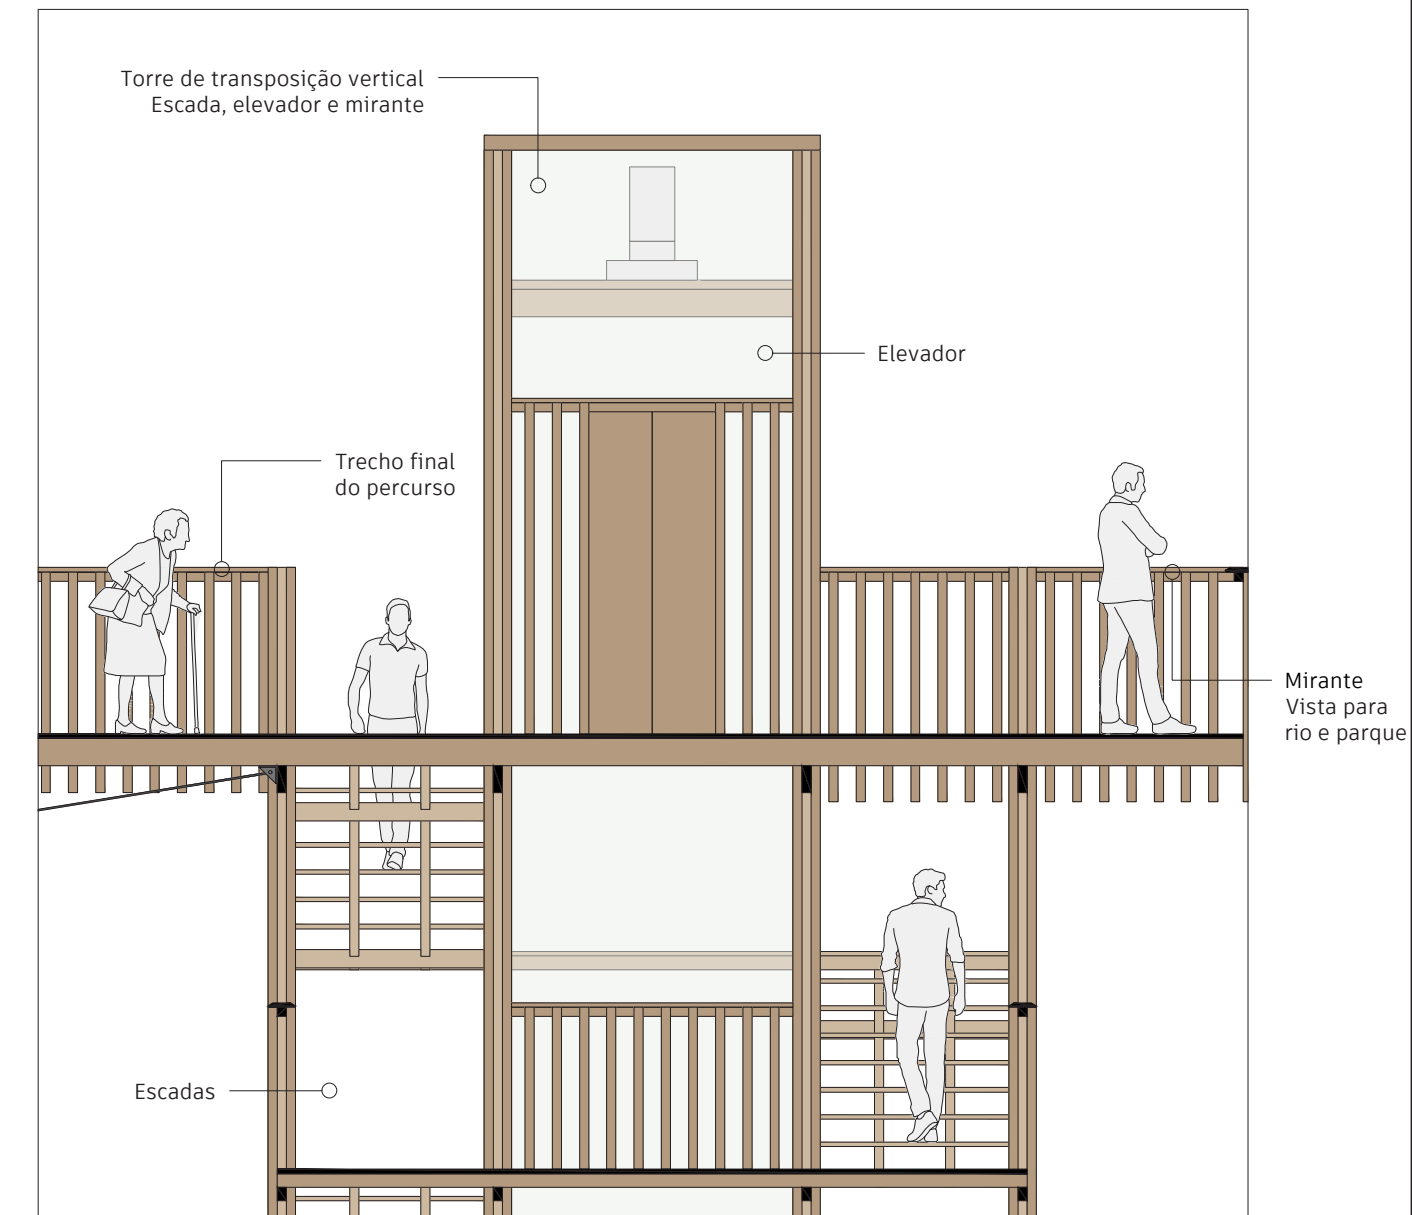 Torre de transposição vertical
Escada, elevador e mirante
Elevador
Trecho final
do percurso
Mirante
Vista para
rio e parque
Escadas